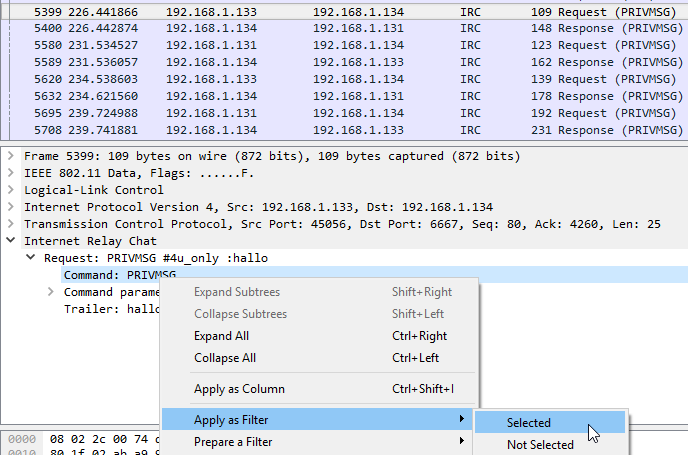 5399 226.441866 192.168.1.133 192.168.1.134 IRC 109 Request (PRIVMSG)
5400 226.442874 192.168.1.134 192.168.1.131 IRC 148 Response (PRIVMSG)
5580 231.534527 192.168.1.131 192.168.1.134 IRC 123 Request (PRIVMSG)
5589 231.536057 192.168.1.134 192.168.1.133 IRC 162 Response (PRIVMSG)
5620 234.538603 192.168.1.133 192.168.1.134 IRC 139 Request (PRIVMSG)
5632 234.621560 192.168.1.134 192.168.1.131 IRC 178 Response (PRIVMSG)
5695 239.724988 192.168.1.131 192.168.1.134 IRC 192 Request (PRIVMSG)
5708 239.741881 192.168.1.134 192.168.1.133 IRC 231 Response (PRIVMSG)
Frame 5399: 109 bytes on wire (872 bits), 109 bytes captured (872 bits)
IEEE 802.11 Data, Flags: ......F.
Logical-Link Control
Internet Protocol Version 4, Src: 192.168.1.133, Dst: 192.168.1.134
Transmission Control Protocol, Src Port: 45056, Dst Port: 6667, Seq: 80, Ack: 4260, Len: 25
Internet Relay Chat
Request: PRIVMSG #4u_only :hallo
Command: PRIVMSG
Command parame
Trailer: hallo
Expand Subtrees Shift+Right
Collapse Subtrees Shift+Left
Expand All Ctrl+Right
Collapse All Ctrl+Left
Apply as Column Ctrl+Shift+I
Apply as Filter
Prepare a Filter
Selected
Not Selected
0000 08 02 2c 00 74
0010 80 1f 02